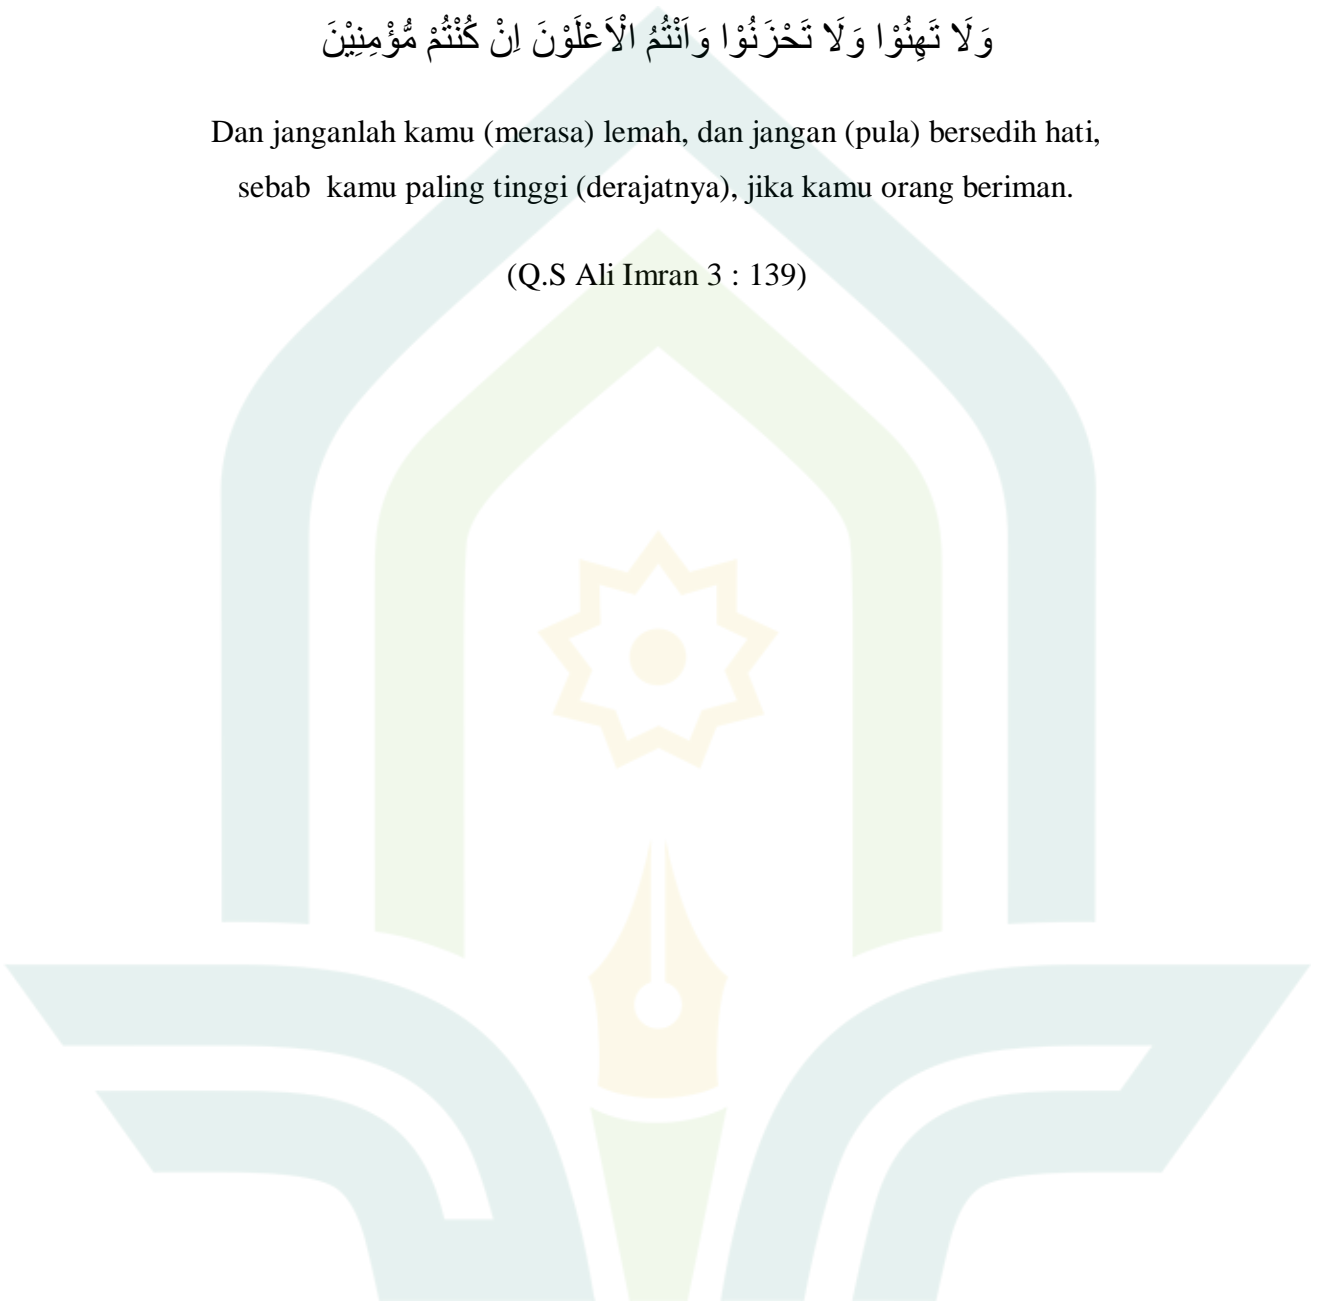 وَلَا تَهِنُوْا وَلَا تَحْزَنُوْا وَاَنْتُمُ الْاَعْلَوْنَ اِنْ كُنْتُمْ مُّؤْمِنِيْنَ
Dan janganlah kamu (merasa) lemah, dan jangan (pula) bersedih hati,
sebab  kamu paling tinggi (derajatnya), jika kamu orang beriman.
(Q.S Ali Imran 3 : 139)